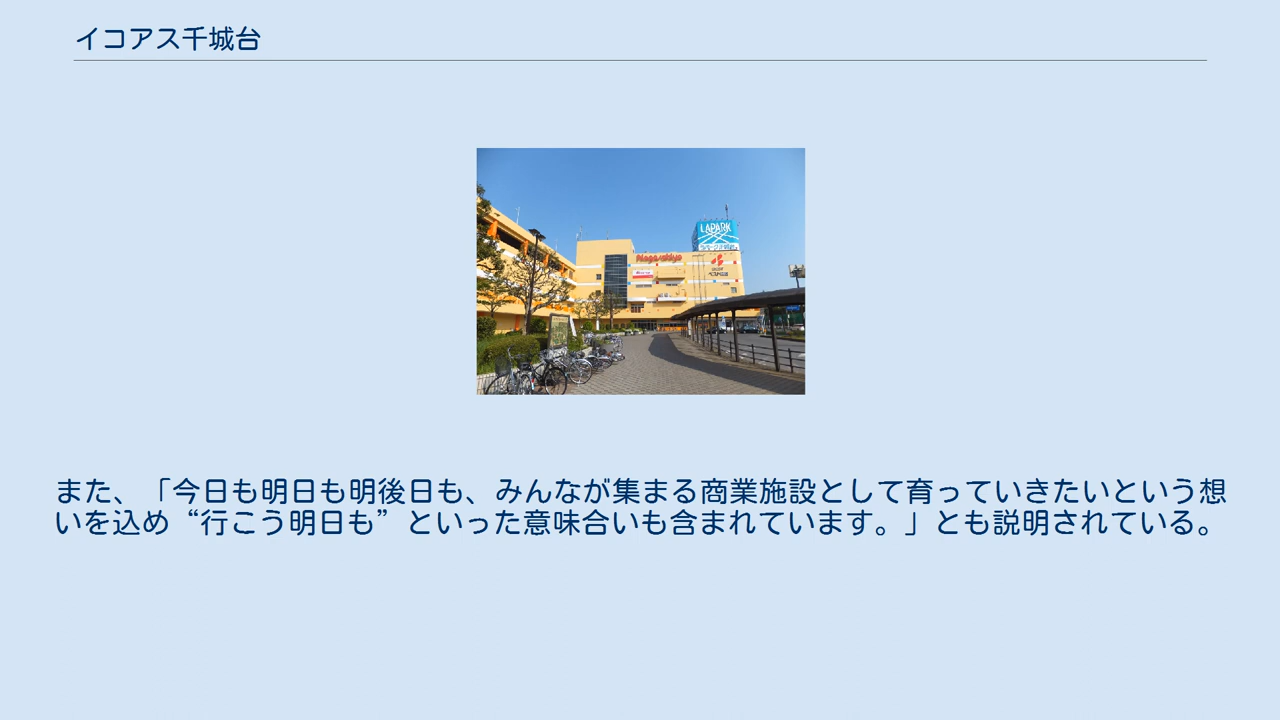 イコアス千城台
LAPARK
Nagasakiya
また、「今日も明日も明後日も、みんなが集まる商業施設として育っていきたいという想
いを込め“行こう明日も”といった意味合いも含まれています。」とも説明されている。